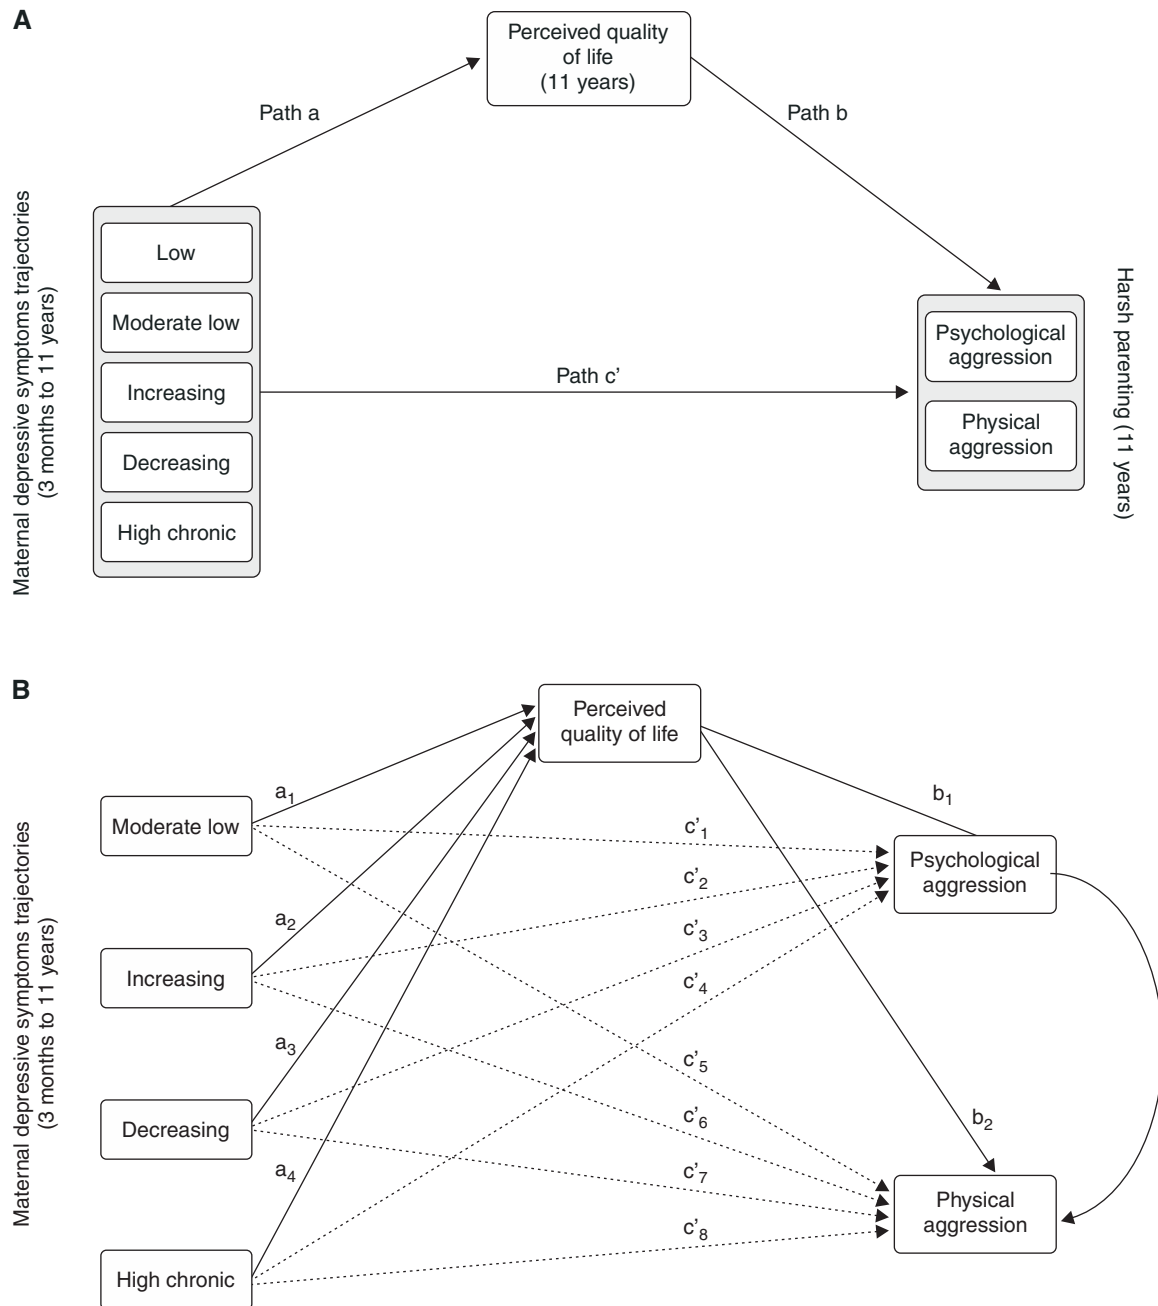 A
Perceived quality
of life
(11 years)
Path a
Path b
Maternal depressive symptoms trajectories
(3 months to 11 years)
Low
Moderate low
Increasing
Decreasing
High chronic
Path c’
Psychological
aggression
Physical
aggression
Harsh parenting (11 years)
B
Perceived
quality of life
Maternal depressive symptoms trajectories
(3 months to 11 years)
Moderate low
Increasing
Decreasing
High chronic
a1
a2
a3
a4
b1
b2
c’1
c’2
c’3
c’4
c’5
c’6
c’7
c’8
Psychological
aggression
Physical
aggression